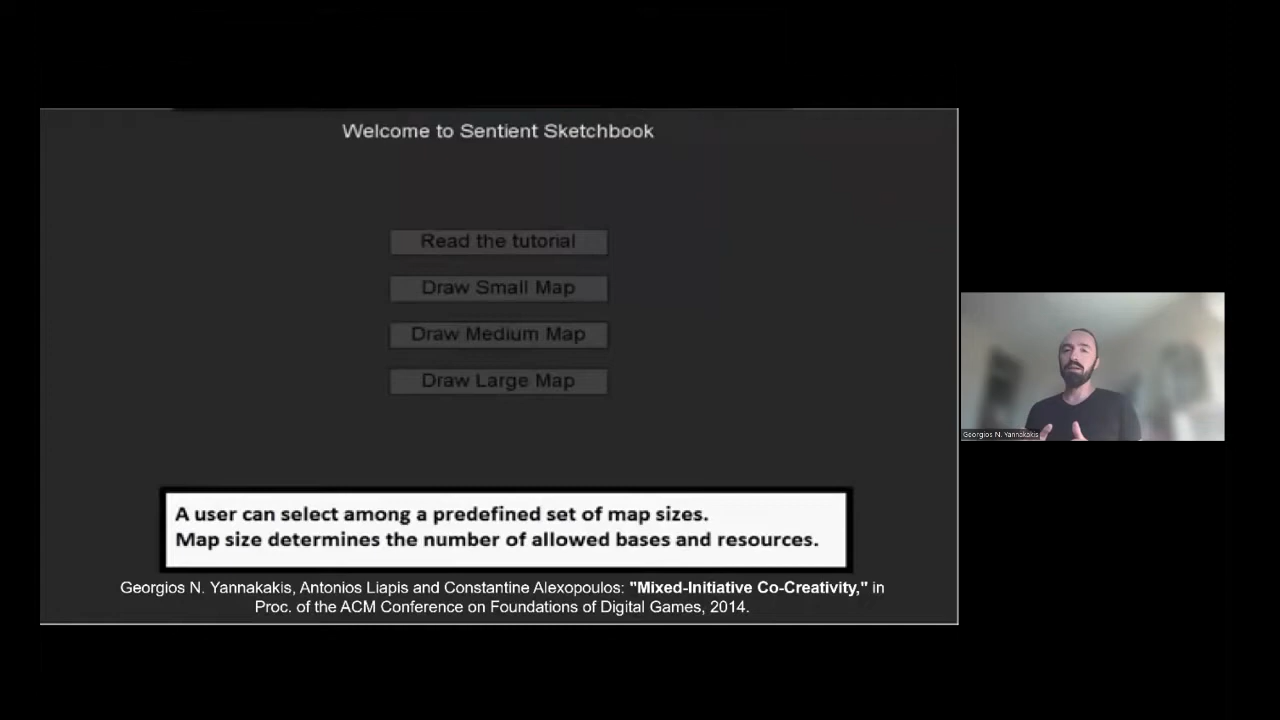 Welcome to Sentient Sketchbook
Read the tutorial
Draw Small Map
Draw Medium Map
Draw Large Map
A user can select among a predefined set of map sizes.
Map size determines the number of allowed bases and resources.
Georgios N. Yannakakis, Antonios Liapis and Constantine Alexopoulos: "Mixed-Initiative Co-Creativity," in
Proc. of the ACM Conference on Foundations of Digital Games, 2014.
Georgios N. Yannakakis